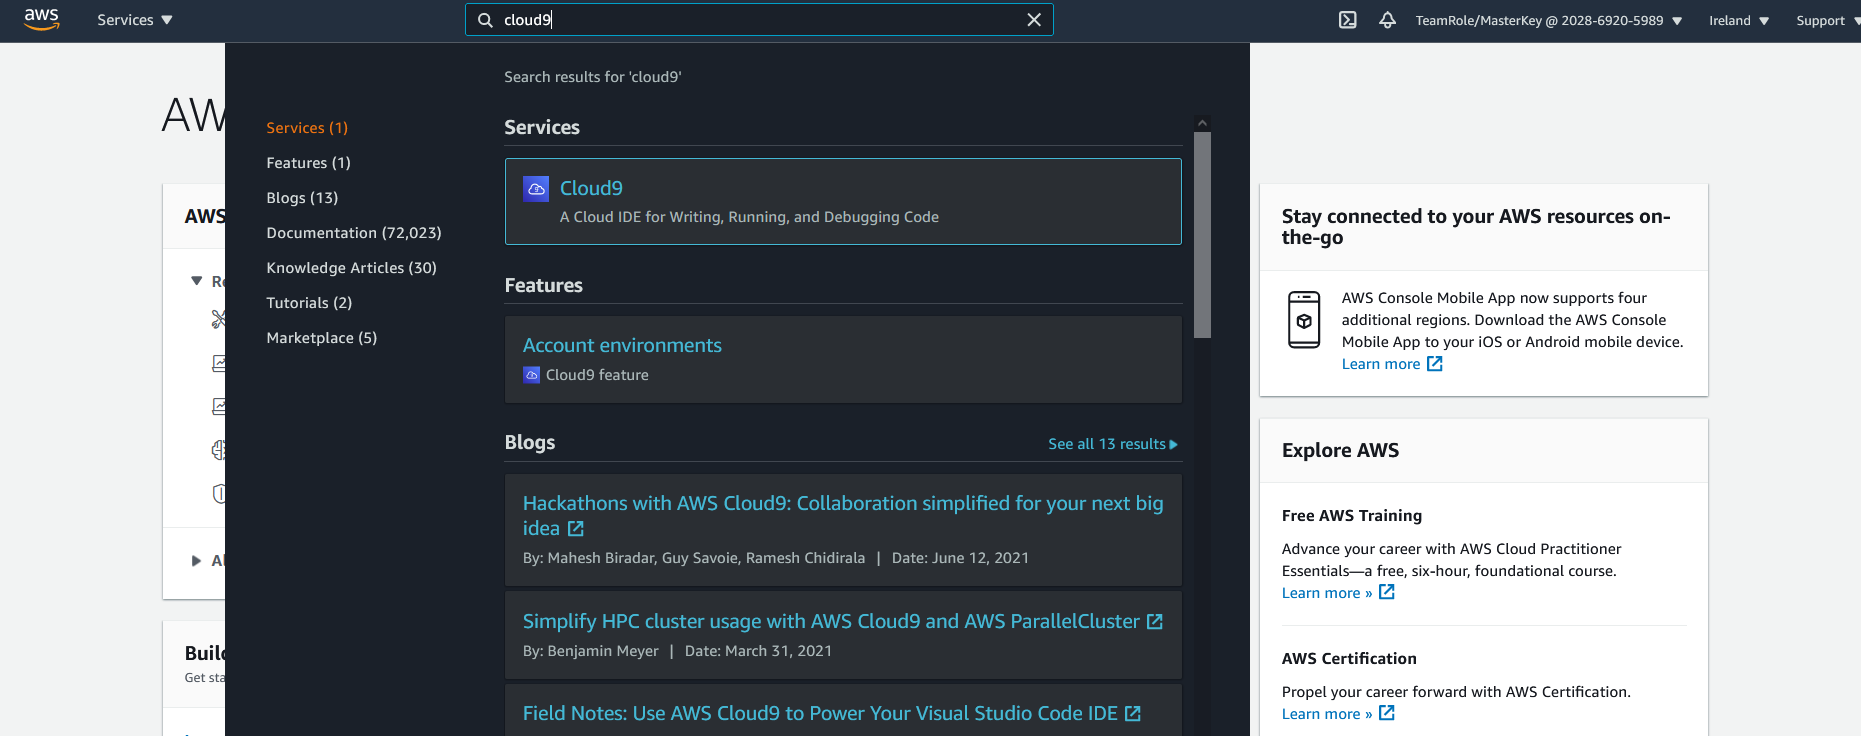 aws
Services
cloud9
TeamRole/MasterKey @ 2028-6920-5989
Ireland
Support
AW
Search results for 'cloud9'
Services (1)
Features (1)
Blogs (13)
Documentation (72,023)
Knowledge Articles (30)
Tutorials (2)
Marketplace (5)
Services
Cloud9
A Cloud IDE for Writing, Running, and Debugging Code
Features
Account environments
Cloud9 feature
Blogs
See all 13 results
Hackathons with AWS Cloud9: Collaboration simplified for your next big
idea
By: Mahesh Biradar, Guy Savoie, Ramesh Chidirala | Date: June 12, 2021
Simplify HPC cluster usage with AWS Cloud9 and AWS ParallelCluster
By: Benjamin Meyer | Date: March 31, 2021
Field Notes: Use AWS Cloud9 to Power Your Visual Studio Code IDE
AWS
Get sta
Stay connected to your AWS resources on-
the-go
AWS Console Mobile App now supports four
additional regions. Download the AWS Console
Mobile App to your iOS or Android mobile device.
Learn more
Explore AWS
Free AWS Training
Advance your career with AWS Cloud Practitioner
Essentials—a free, six-hour, foundational course.
Learn more »
AWS Certification
Propel your career forward with AWS Certification.
Learn more »